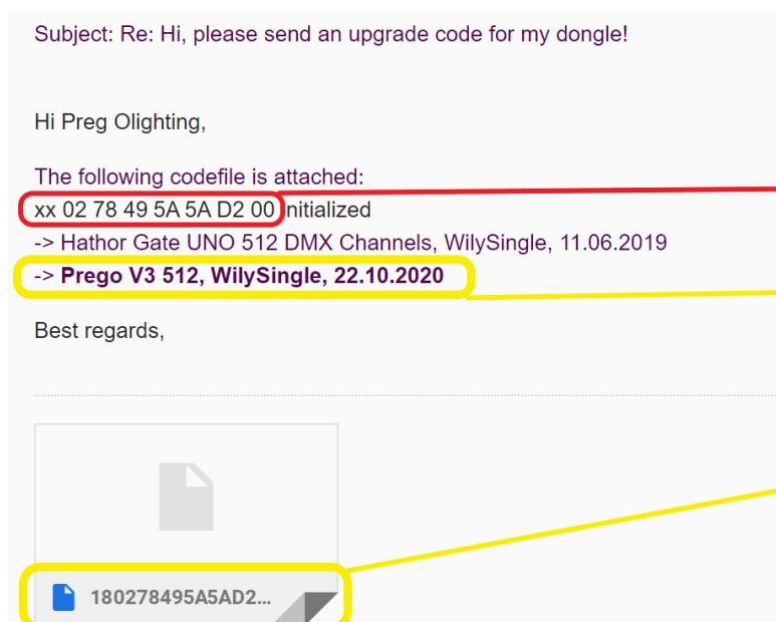 Subject: Re: Hi, please send an upgrade code for my dongle!
Hi Preg Olighting,
The following codefile is attached:
xx 02 78 49 5A 5A D2 00 initialized
-> Hathor Gate UNO 512 DMX Channels, WilySingle, 11.06.2019
-> Prego V3 512, WilySingle, 22.10.2020
Best regards,
180278495A5AD2...